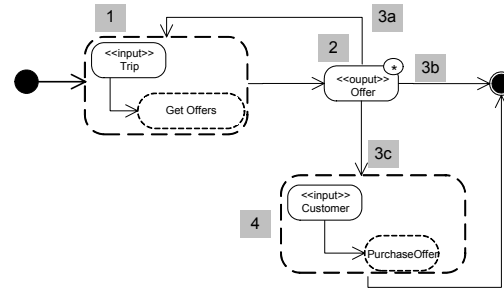 1
<<input>>
Trip
Get Offers
3a
2
*
<<ouput>>
Offer
3b
3c
4
<<input>>
Customer
PurchaseOffer